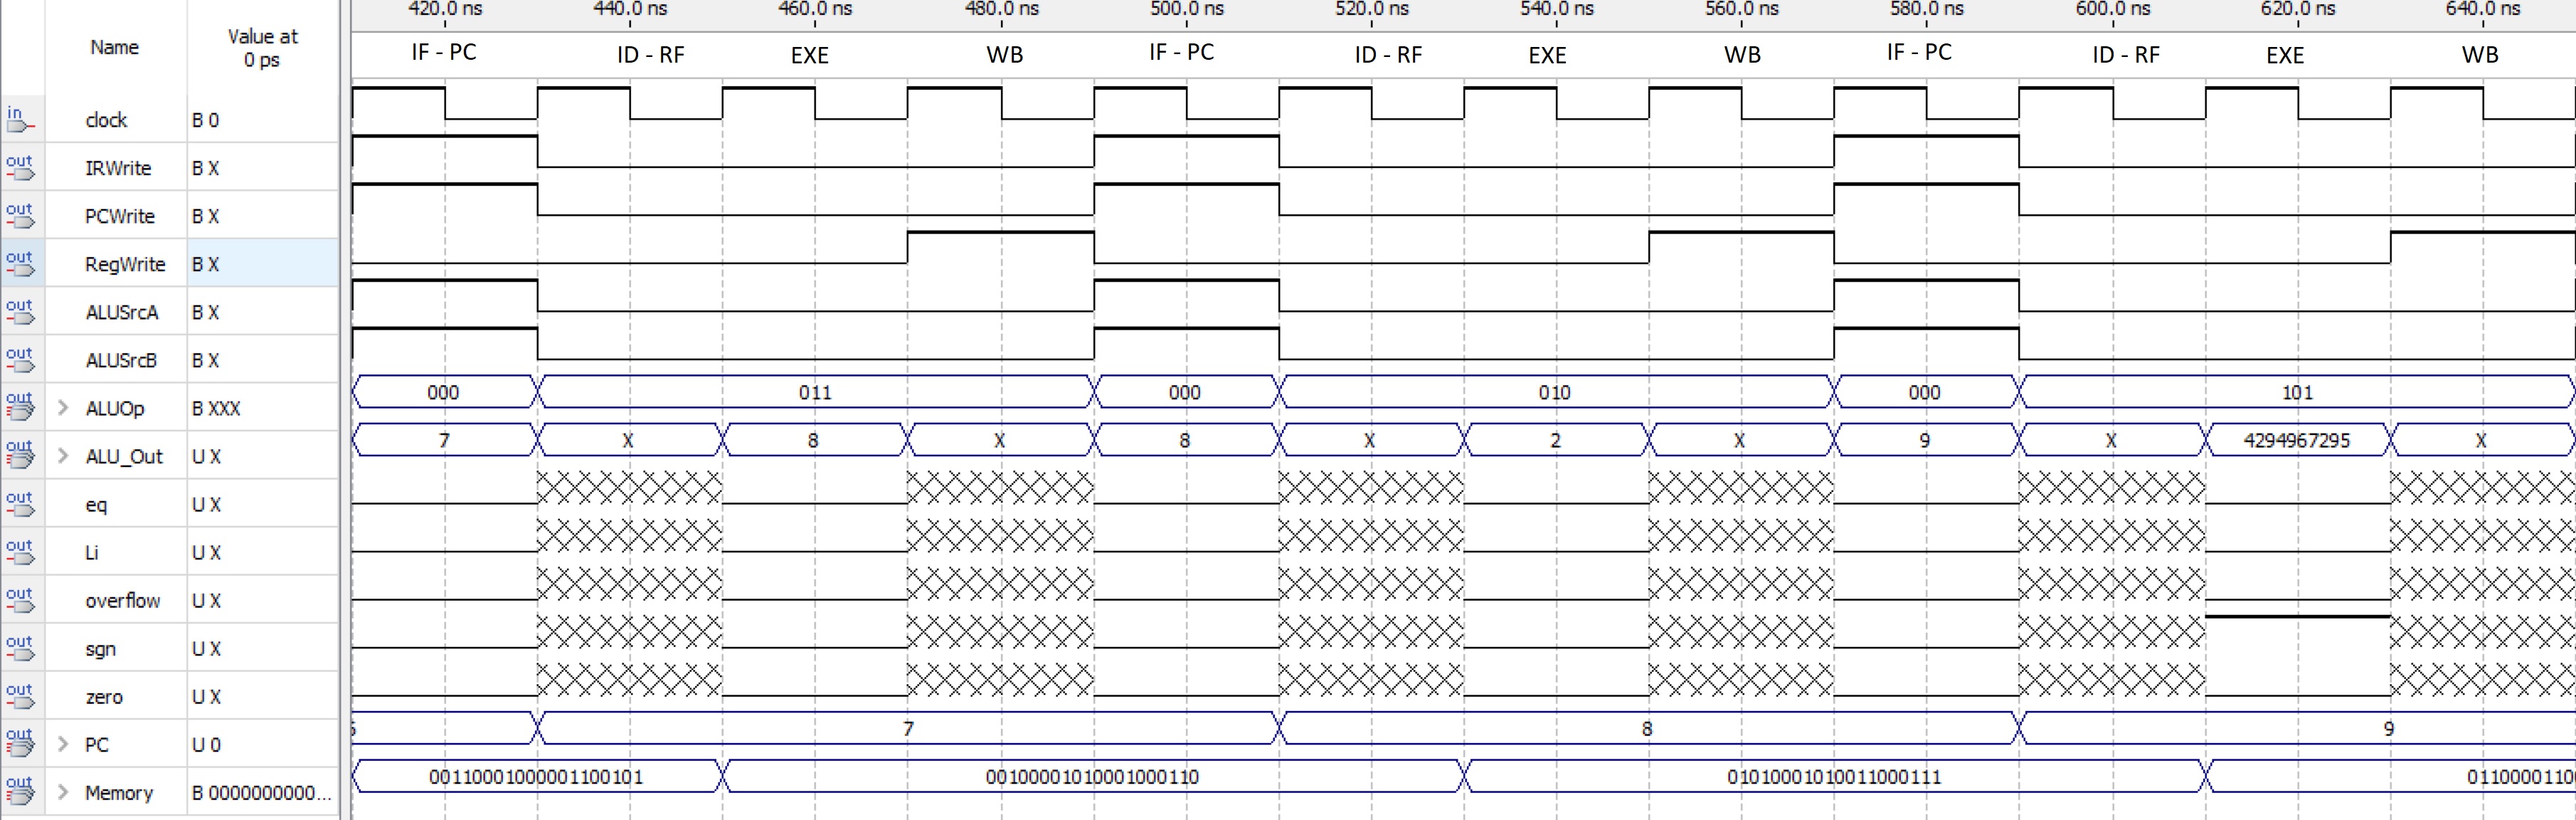 420.0 ns 440.0 ns 460.0 ns 480.0 ns 500.0 ns 520.0 ns 540.0 ns 560.0 ns 580.0 ns 600.0 ns 620.0 ns 640.0 ns
Name Value at 0 ps
IF - PC ID - RF EXE WB IF - PC ID - RF EXE WB IF - PC ID - RF EXE WB
in clock B 0
out IRWrite B X
out PCWrite B X
out RegWrite B X
out ALUSrcA B X
out ALUSrcB B X
out > ALUOp B XXX 000 011 000 010 000 101
out > ALU_Out U X 7 X 8 X 8 X 2 X 9 X 4294967295 X
out eq U X
out Li U X
out overflow U X
out sgn U X
out zero U X
out > PC U 0 7 8 9
out > Memory B 0000000000... 00110001000001100101 00100001010001000110 01010001010011000111 0110000110